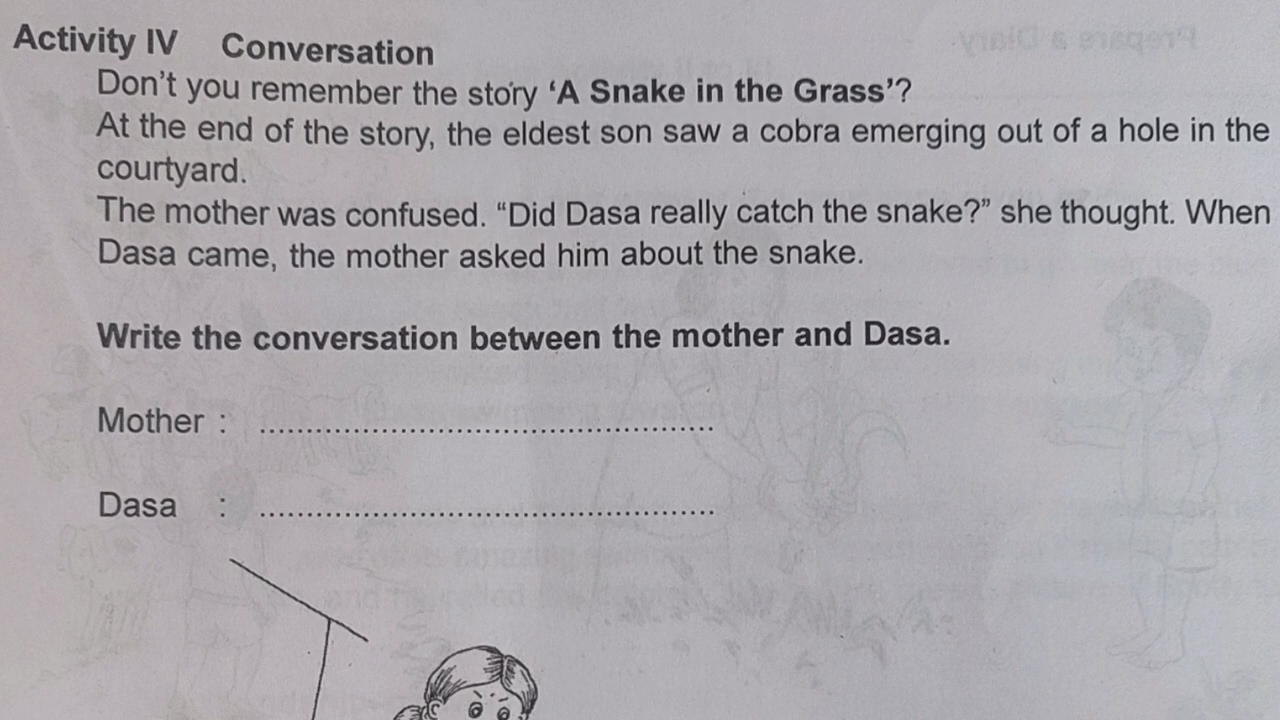 Activity IV Conversation
Don't you remember the story 'A Snake in the Grass'?
At the end of the story, the eldest son saw a cobra emerging out of a hole in the
courtyard.
The mother was confused. "Did Dasa really catch the snake?" she thought. When
Dasa came, the mother asked him about the snake.
Write the conversation between the mother and Dasa.
Mother : ..................................................
Dasa : ..................................................